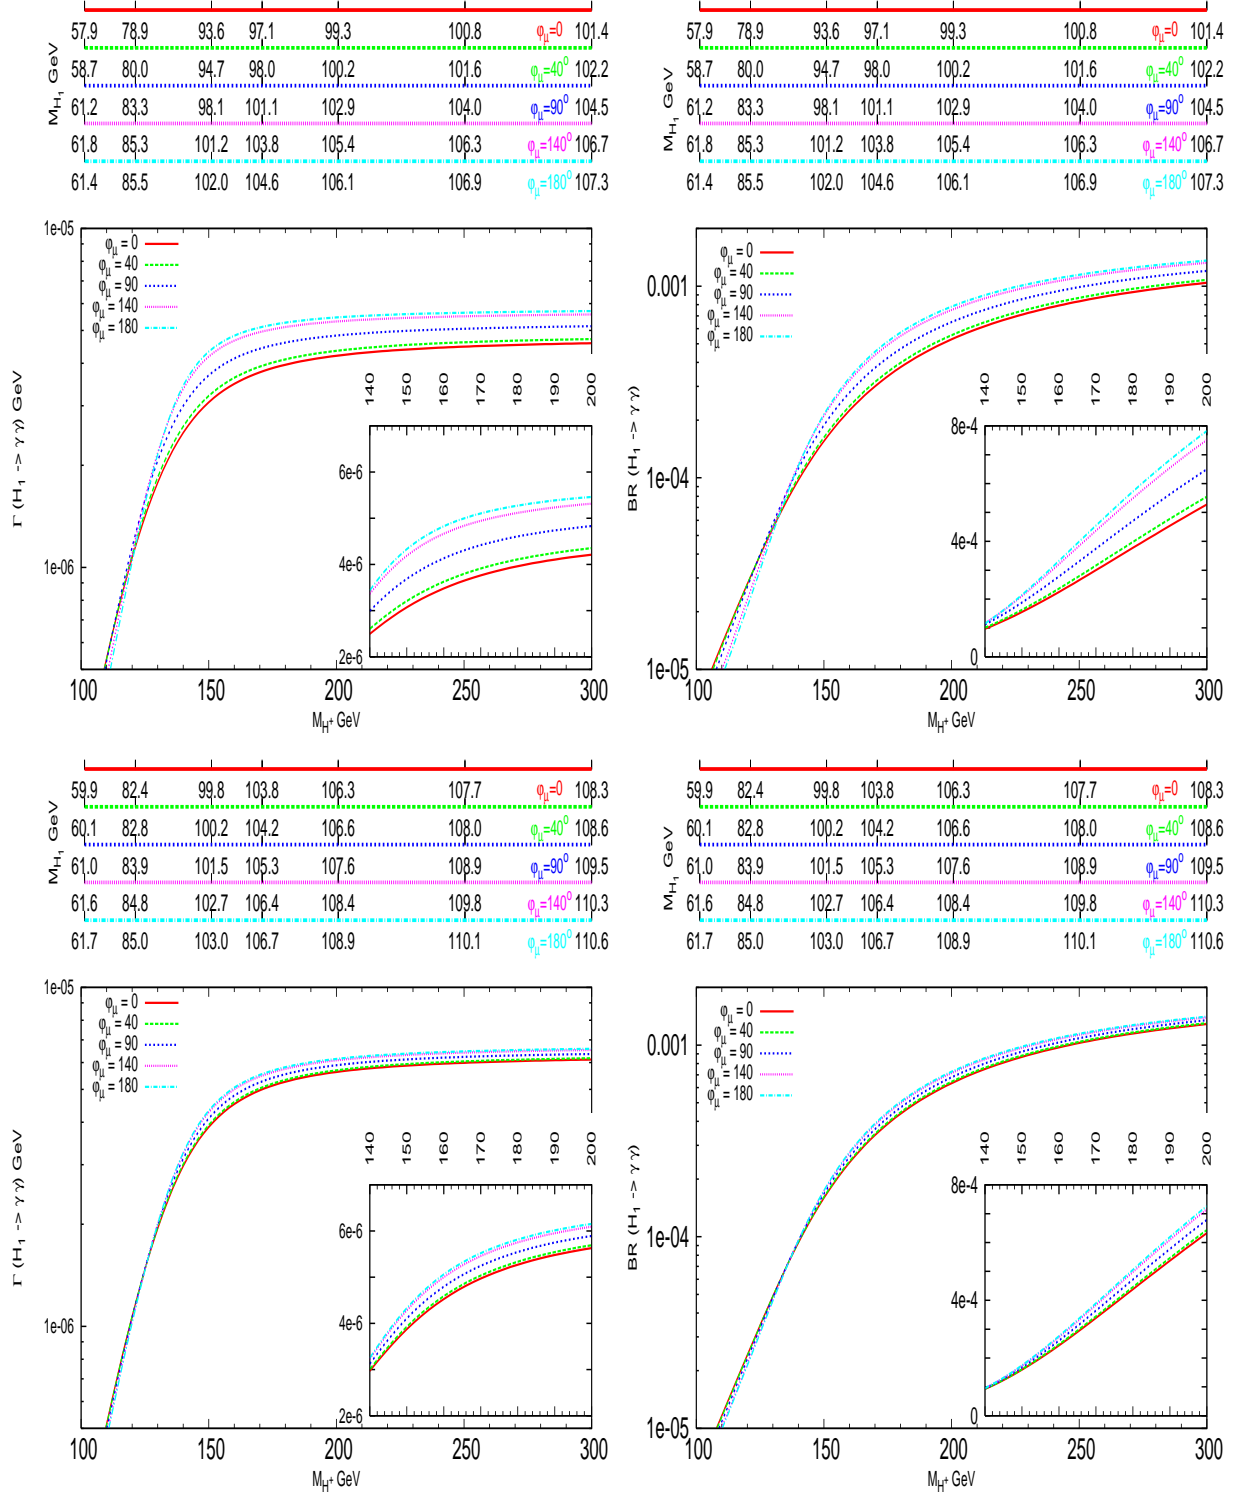 57.9 78.9 93.6 97.1 99.3 100.8 φμ=0 101.4
58.7 80.0 94.7 98.0 100.2 101.6 φμ=40° 102.2
61.2 83.3 98.1 101.1 102.9 104.0 φμ=90° 104.5
61.8 85.3 101.2 103.8 105.4 106.3 φμ=140° 106.7
61.4 85.5 102.0 104.6 106.1 106.9 φμ=180° 107.3
M_H1 GeV
1e-05
1e-06
Γ (H1 -> γγ) GeV
φμ = 0
φμ = 40
φμ = 90
φμ = 140
φμ = 180
140 150 160 170 180 190 200
6e-6
4e-6
2e-6
100 150 200 250 300
M_H+ GeV
57.9 78.9 93.6 97.1 99.3 100.8 φμ=0 101.4
58.7 80.0 94.7 98.0 100.2 101.6 φμ=40° 102.2
61.2 83.3 98.1 101.1 102.9 104.0 φμ=90° 104.5
61.8 85.3 101.2 103.8 105.4 106.3 φμ=140° 106.7
61.4 85.5 102.0 104.6 106.1 106.9 φμ=180° 107.3
M_H1 GeV
0.001
1e-04
1e-05
BR (H1 -> γγ)
φμ = 0
φμ = 40
φμ = 90
φμ = 140
φμ = 180
140 150 160 170 180 190 200
8e-4
4e-4
0
100 150 200 250 300
M_H+ GeV
59.9 82.4 99.8 103.8 106.3 107.7 φμ=0 108.3
60.1 82.8 100.2 104.2 106.6 108.0 φμ=40° 108.6
61.0 83.9 101.5 105.3 107.6 108.9 φμ=90° 109.5
61.6 84.8 102.7 106.4 108.4 109.8 φμ=140° 110.3
61.7 85.0 103.0 106.7 108.9 110.1 φμ=180° 110.6
M_H1 GeV
1e-05
1e-06
Γ (H1 -> γγ) GeV
φμ = 0
φμ = 40
φμ = 90
φμ = 140
φμ = 180
140 150 160 170 180 190 200
6e-6
4e-6
2e-6
100 150 200 250 300
M_H+ GeV
59.9 82.4 99.8 103.8 106.3 107.7 φμ=0 108.3
60.1 82.8 100.2 104.2 106.6 108.0 φμ=40° 108.6
61.0 83.9 101.5 105.3 107.6 108.9 φμ=90° 109.5
61.6 84.8 102.7 106.4 108.4 109.8 φμ=140° 110.3
61.7 85.0 103.0 106.7 108.9 110.1 φμ=180° 110.6
M_H1 GeV
0.001
1e-04
1e-05
BR (H1 -> γγ)
φμ = 0
φμ = 40
φμ = 90
φμ = 140
φμ = 180
140 150 160 170 180 190 200
8e-4
4e-4
0
100 150 200 250 300
M_H+ GeV